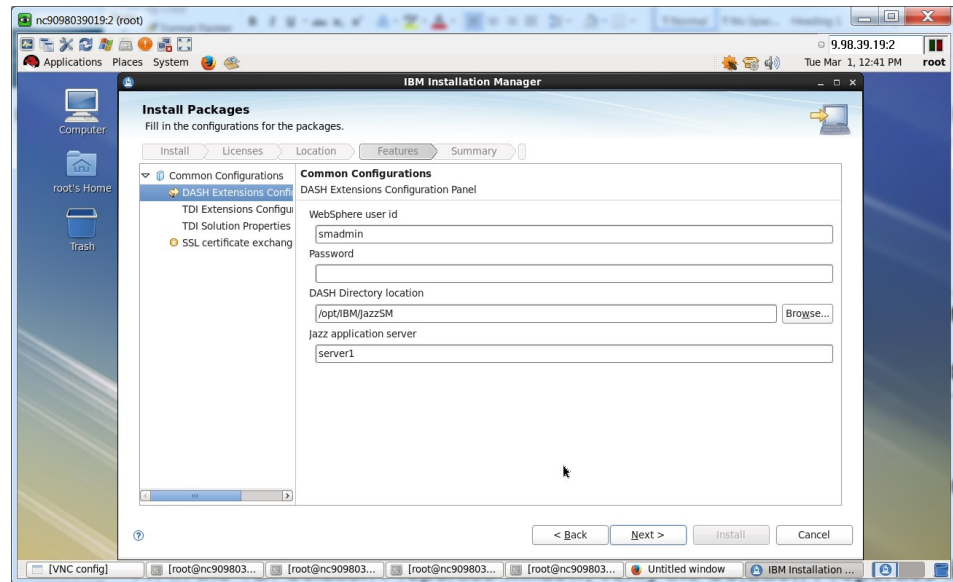 nc9098039019:2 (root)
9.98.39.19:2
Applications Places System
Tue Mar 1, 12:41 PM root
IBM Installation Manager
Computer
root's Home
Trash
Install Packages
Fill in the configurations for the packages.
Install Licenses Location Features Summary
Common Configurations
DASH Extensions Config
TDI Extensions Configu
TDI Solution Properties
SSL certificate exchang
Common Configurations
DASH Extensions Configuration Panel
WebSphere user id
smadmin
Password
DASH Directory location
/opt/IBM/JazzSM
Browse...
Jazz application server
server1
< Back Next > Install Cancel
[VNC config] [root@nc909803... [root@nc909803... [root@nc909803... [root@nc909803... Untitled window IBM Installation ...